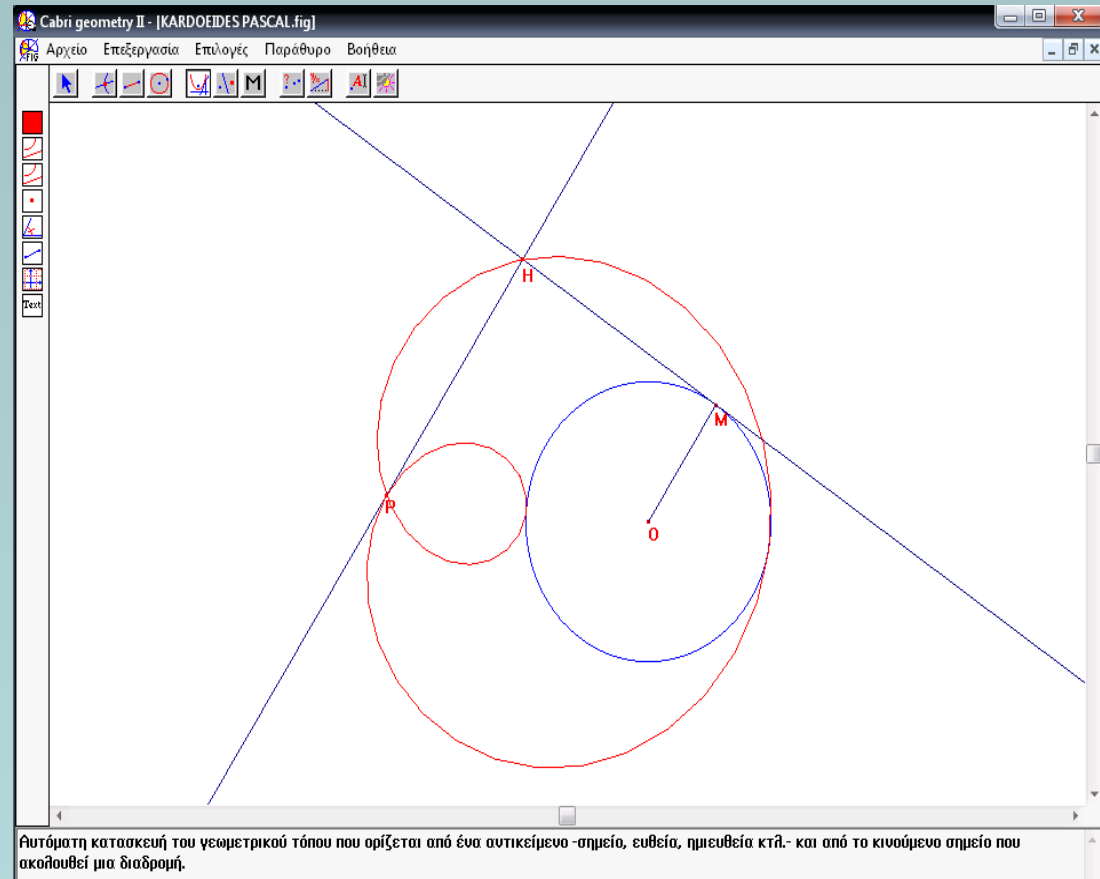 Cabri geometry II - [KARDOEIDES PASCAL.fig]
FIG Αρχείο Επεξεργασία Επιλογές Παράθυρο Βοήθεια
Text
H
M
P
O
Αυτόματη κατασκευή του γεωμετρικού τόπου που ορίζεται από ένα αντικείμενο -σημείο, ευθεία, ημιευθεία κτλ.- και από το κινούμενο σημείο που
ακολουθεί μια διαδρομή.